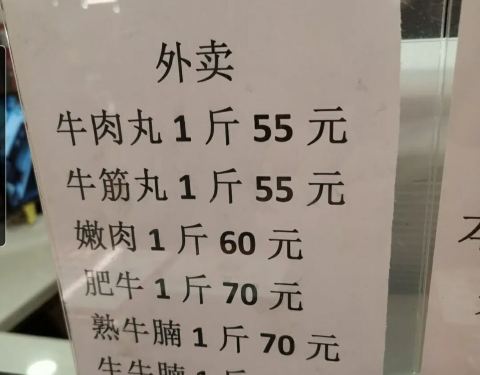 外卖
牛肉丸 1 斤 55 元
牛筋丸 1 斤 55 元
嫩肉 1 斤 60 元
肥牛 1 斤 70 元
熟牛腩 1 斤 70 元